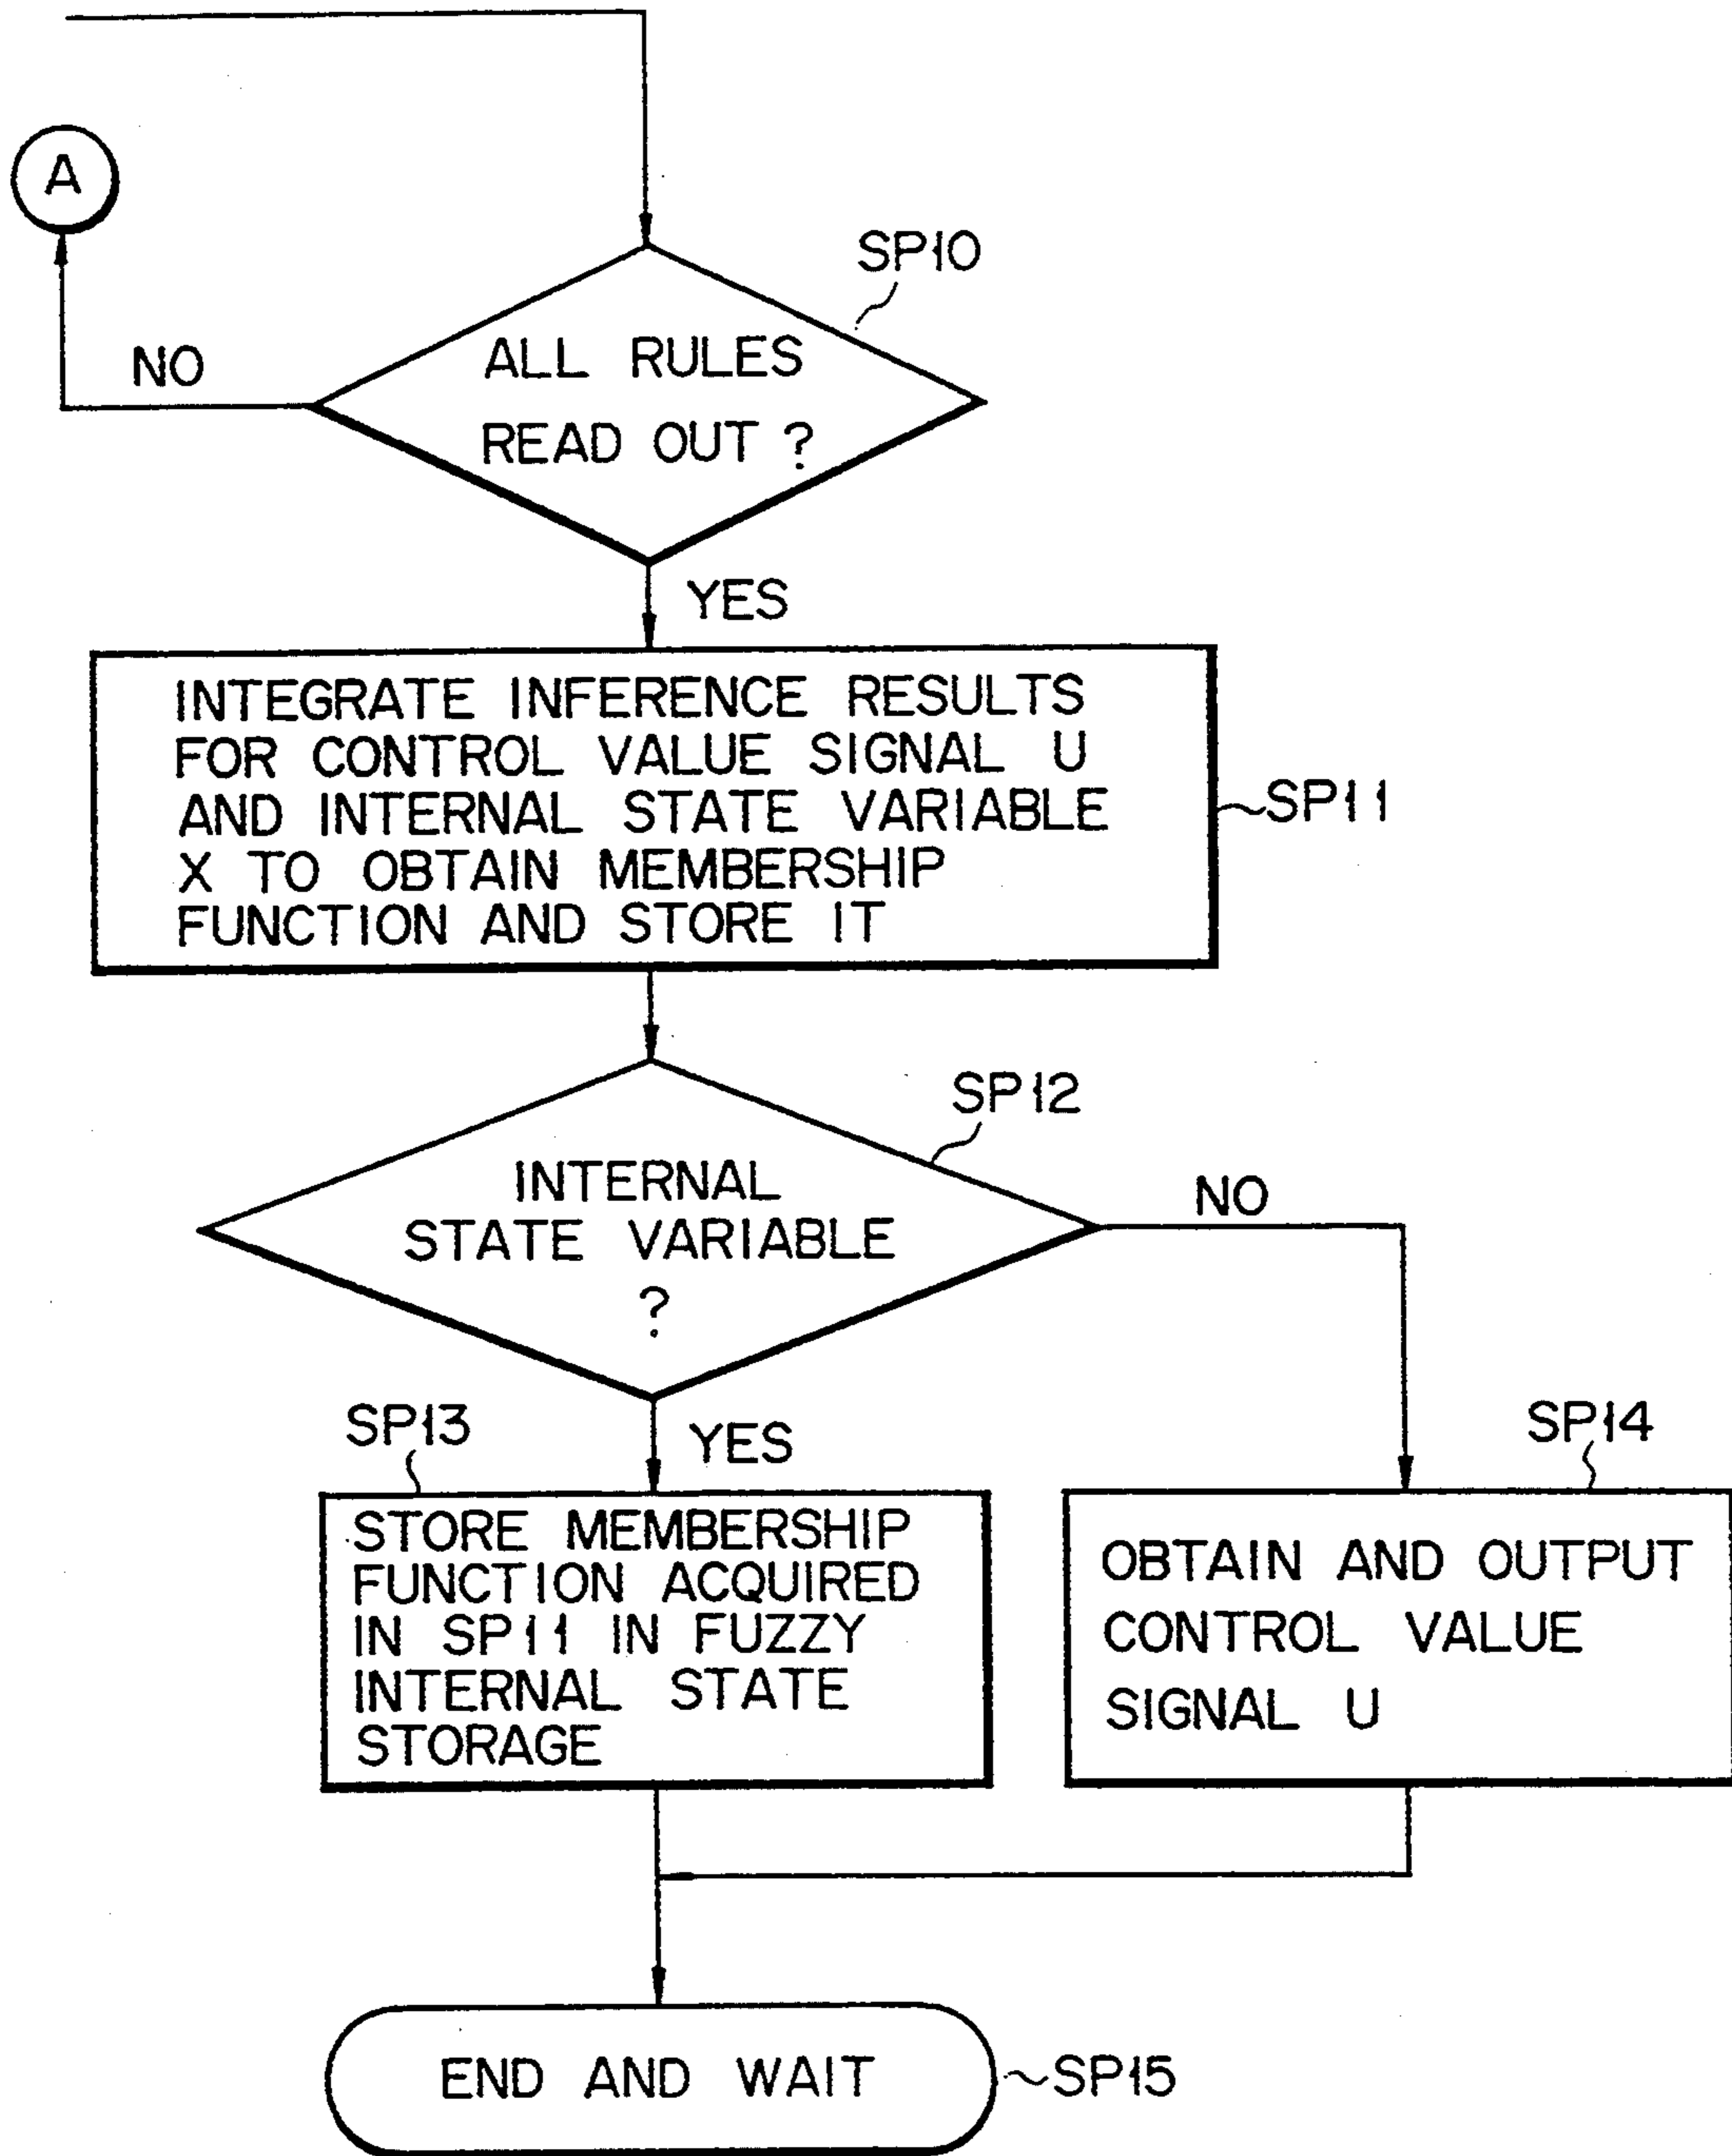 A
SP10
ALL RULES
READ OUT ?
NO
YES
INTEGRATE INFERENCE RESULTS
FOR CONTROL VALUE SIGNAL U
AND INTERNAL STATE VARIABLE
X TO OBTAIN MEMBERSHIP
FUNCTION AND STORE IT
SP11
SP12
INTERNAL
STATE VARIABLE
?
NO
YES
SP13
STORE MEMBERSHIP
FUNCTION ACQUIRED
IN SP11 IN FUZZY
INTERNAL STATE
STORAGE
SP14
OBTAIN AND OUTPUT
CONTROL VALUE
SIGNAL U
END AND WAIT
SP15